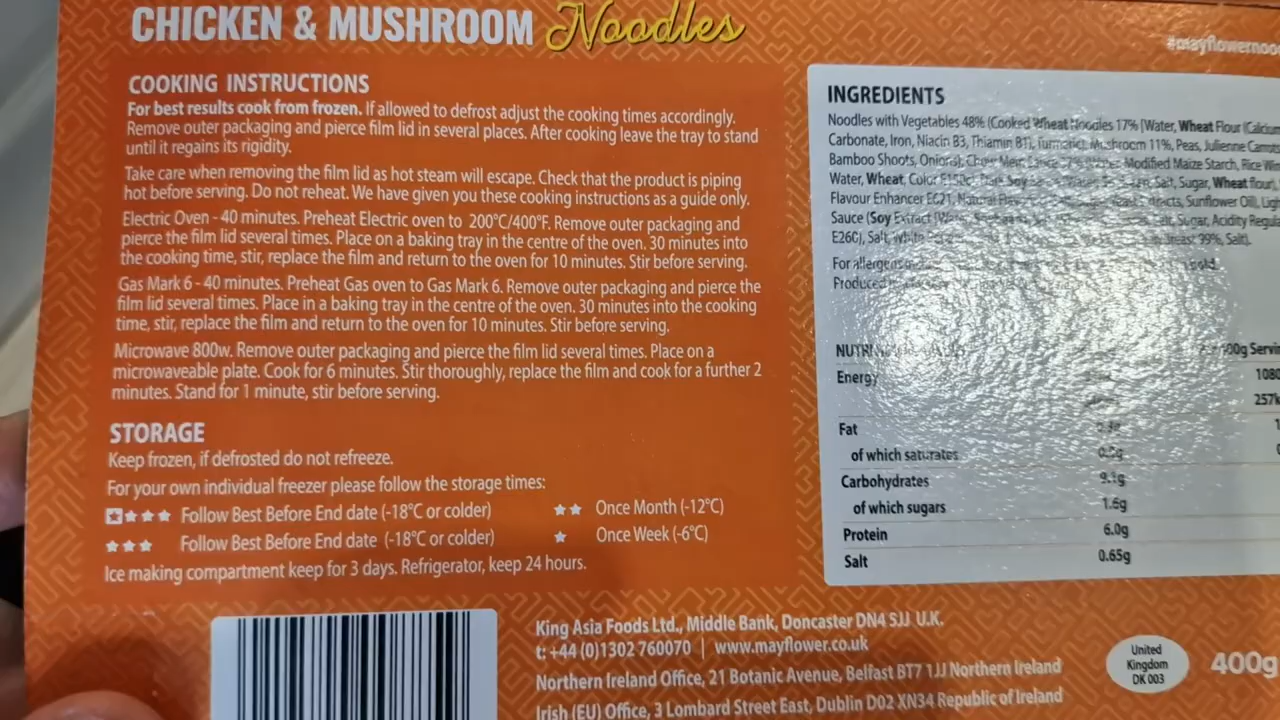 CHICKEN & MUSHROOM Noodles
#mayflowernoo
COOKING INSTRUCTIONS
For best results cook from frozen. If allowed to defrost adjust the cooking times accordingly.
Remove outer packaging and pierce film lid in several places. After cooking leave the tray to stand
until it regains its rigidity.
Take care when removing the film lid as hot steam will escape. Check that the product is piping
hot before serving. Do not reheat. We have given you these cooking instructions as a guide only.
Electric Oven - 40 minutes. Preheat Electric oven to 200°C/400°F. Remove outer packaging and
pierce the film lid several times. Place on a baking tray in the centre of the oven. 30 minutes into
the cooking time, stir, replace the film and return to the oven for 10 minutes. Stir before serving.
Gas Mark 6 - 40 minutes. Preheat Gas oven to Gas Mark 6. Remove outer packaging and pierce the
film lid several times. Place in a baking tray in the centre of the oven. 30 minutes into the cooking
time, stir, replace the film and return to the oven for 10 minutes. Stir before serving.
Microwave 800w. Remove outer packaging and pierce the film lid several times. Place on a
microwaveable plate. Cook for 6 minutes. Stir thoroughly, replace the film and cook for a further 2
minutes. Stand for 1 minute, stir before serving.
STORAGE
Keep frozen, if defrosted do not refreeze.
For your own individual freezer please follow the storage times:
Follow Best Before End date (-18°C or colder)
Once Month (-12°C)
Follow Best Before End date (-18°C or colder)
Once Week (-6°C)
Ice making compartment keep for 3 days. Refrigerator, keep 24 hours.
INGREDIENTS
Noodles with Vegetables 48% (Cooked Wheat Noodles 17% [Water, Wheat Flour (Calcium
Carbonate, Iron, Niacin B3, Thiamin B1), Turmeric], Mushroom 11%, Peas, Julienne Carrots
Bamboo Shoots, Onions), Modified Maize Starch, Rice
Water, Wheat, Soy Salt, Sugar, Wheat flour),
Flavour Enhancer E621, Natural Sunflower Oil),
Sauce (Soy Extract Salt, Sugar, Acidity
E260), Salt, 99%, Salt).
For allergens
Produced
100g
Energy 1080
257k
Fat
of which saturates
Carbohydrates 9.1g
of which sugars 1.6g
Protein 6.0g
Salt 0.65g
King Asia Foods Ltd., Middle Bank, Doncaster DN4 5JJ U.K.
t: +44 (0)1302 760070 | www.mayflower.co.uk
Northern Ireland Office, 21 Botanic Avenue, Belfast BT7 1JJ Northern Ireland
Irish (EU) Office, 3 Lombard Street East, Dublin D02 XN34 Republic of Ireland
United
Kingdom
DK 003
400g